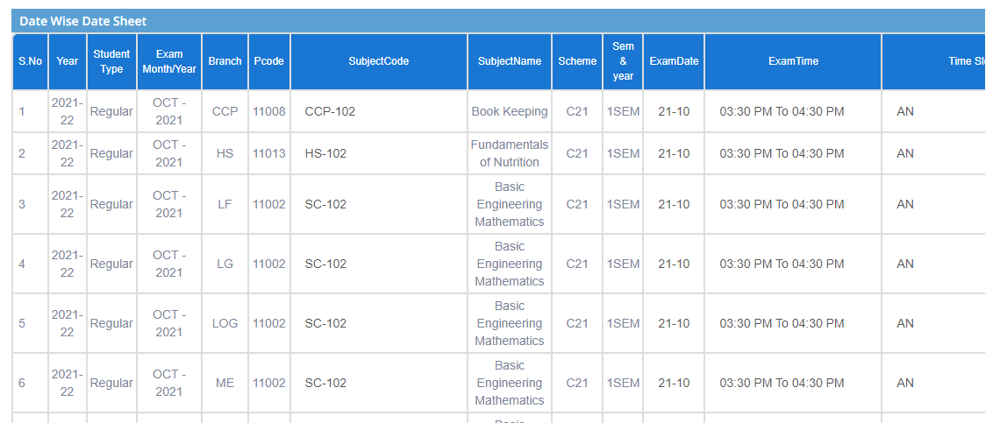 Date Wise Date Sheet
S.No Year Student Type Exam Month/Year Branch Pcode SubjectCode SubjectName Scheme Sem & year ExamDate ExamTime Time
1 2021-22 Regular OCT - 2021 CCP 11008 CCP-102 Book Keeping C21 1SEM 21-10 03:30 PM To 04:30 PM AN
2 2021-22 Regular OCT - 2021 HS 11013 HS-102 Fundamentals of Nutrition C21 1SEM 21-10 03:30 PM To 04:30 PM AN
3 2021-22 Regular OCT - 2021 LF 11002 SC-102 Basic Engineering Mathematics C21 1SEM 21-10 03:30 PM To 04:30 PM AN
4 2021-22 Regular OCT - 2021 LG 11002 SC-102 Basic Engineering Mathematics C21 1SEM 21-10 03:30 PM To 04:30 PM AN
5 2021-22 Regular OCT - 2021 LOG 11002 SC-102 Basic Engineering Mathematics C21 1SEM 21-10 03:30 PM To 04:30 PM AN
6 2021-22 Regular OCT - 2021 ME 11002 SC-102 Basic Engineering Mathematics C21 1SEM 21-10 03:30 PM To 04:30 PM AN